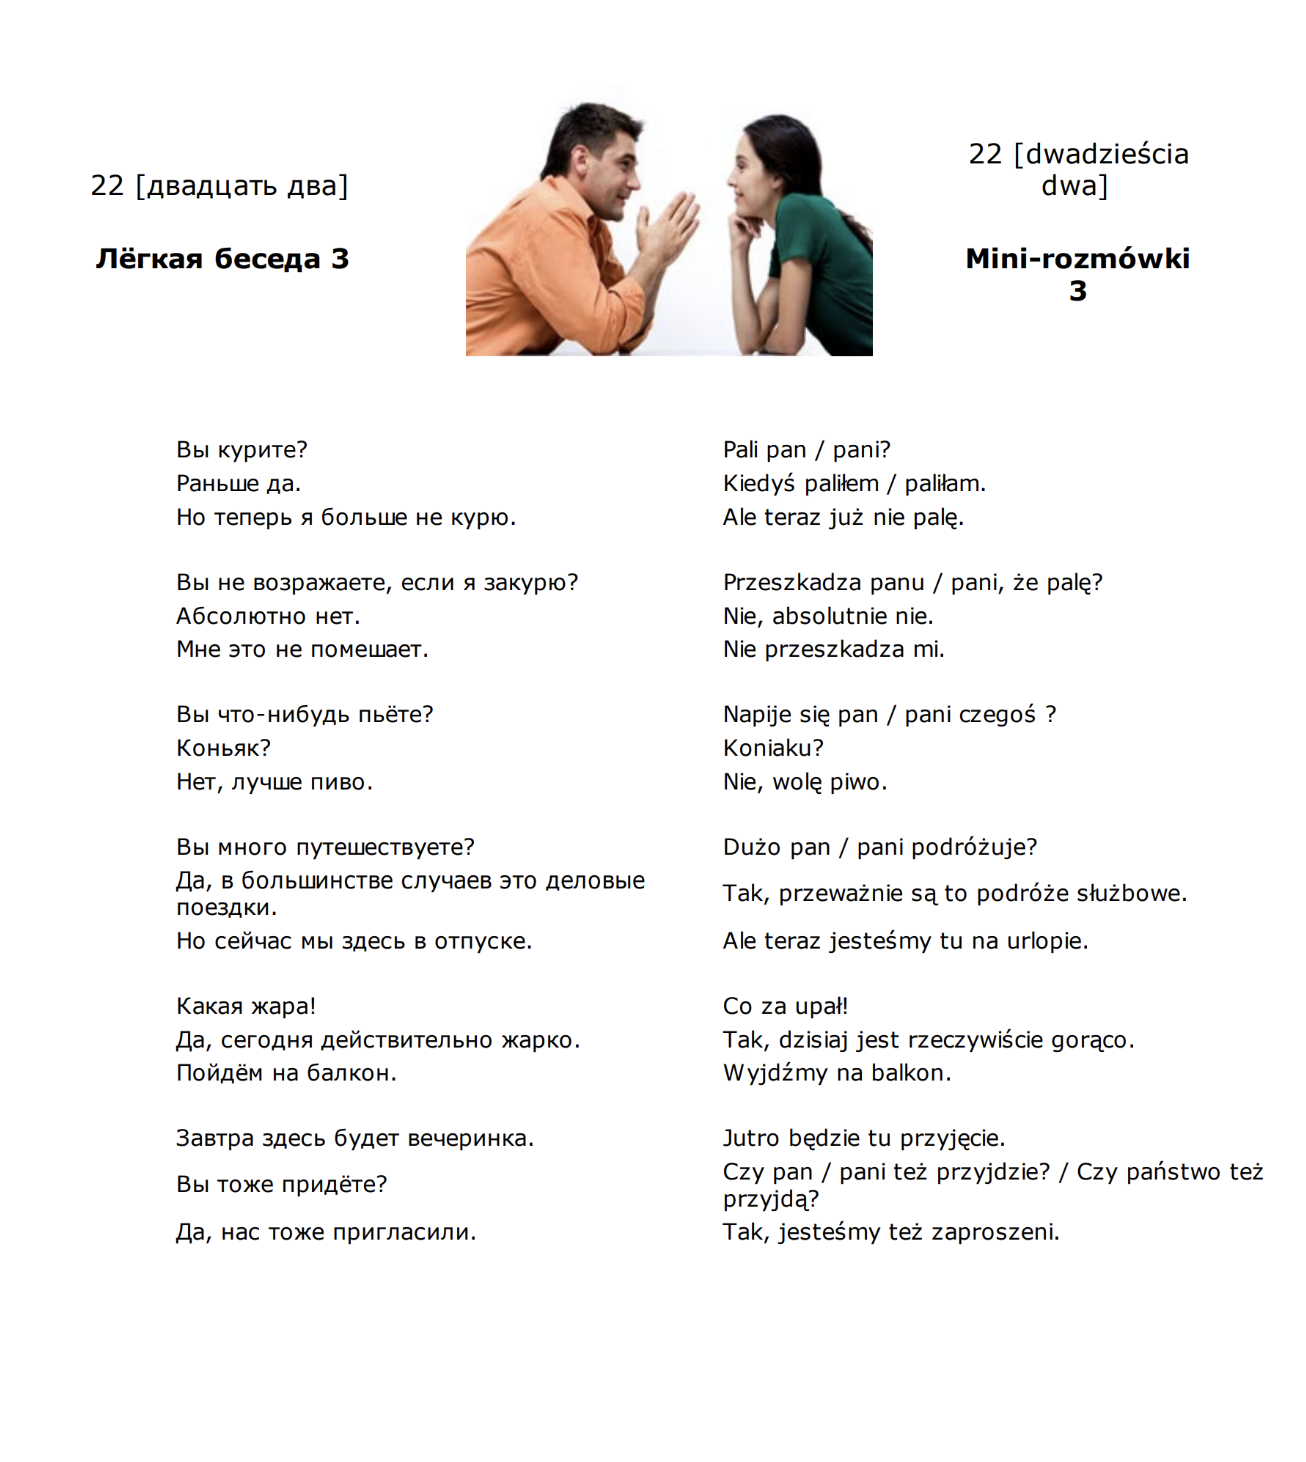 22 [двадцать два]
Лёгкая беседа 3
22 [dwadzieścia
dwa]
Mini-rozmówki
3
Вы курите?
Pali pan / pani?
Раньше да.
Kiedyś paliłem / paliłam.
Но теперь я больше не курю.
Ale teraz już nie palę.
Вы не возражаете, если я закурю?
Przeszkadza panu / pani, że palę?
Абсолютно нет.
Nie, absolutnie nie.
Мне это не помешает.
Nie przeszkadza mi.
Вы что-нибудь пьёте?
Napije się pan / pani czegoś ?
Коньяк?
Koniaku?
Нет, лучше пиво.
Nie, wolę piwo.
Вы много путешествуете?
Dużo pan / pani podróżuje?
Да, в большинстве случаев это деловые
поездки.
Tak, przeważnie są to podróże służbowe.
Но сейчас мы здесь в отпуске.
Ale teraz jesteśmy tu na urlopie.
Какая жара!
Co za upał!
Да, сегодня действительно жарко.
Tak, dzisiaj jest rzeczywiście gorąco.
Пойдём на балкон.
Wyjdźmy na balkon.
Завтра здесь будет вечеринка.
Jutro będzie tu przyjęcie.
Вы тоже придёте?
Czy pan / pani też przyjdzie? / Czy państwo też
przyjdą?
Да, нас тоже пригласили.
Tak, jesteśmy też zaproszeni.